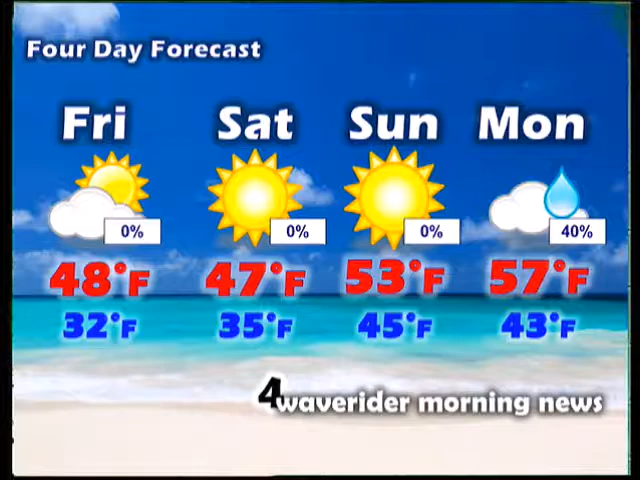 Four Day Forecast
Fri Sat Sun Mon
0% 0% 0% 40%
48°F 47°F 53°F 57°F
32°F 35°F 45°F 43°F
4waverider morning news